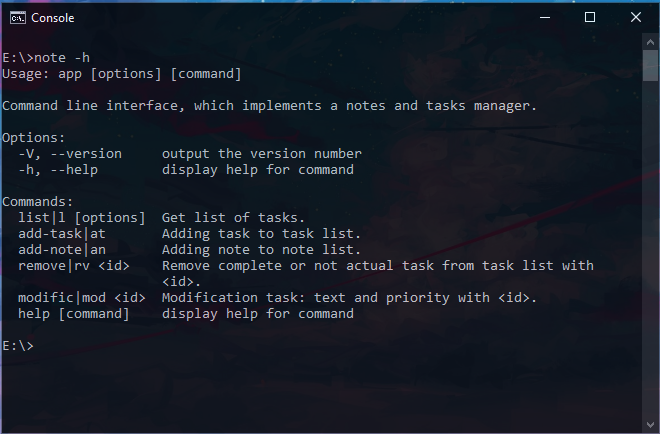 Console
E:\>note -h
Usage: app [options] [command]
Command line interface, which implements a notes and tasks manager.
Options:
-V, --version     output the version number
-h, --help        display help for command
Commands:
list|l [options]  Get list of tasks.
add-task|at       Adding task to task list.
add-note|an       Adding note to note list.
remove|rv <id>    Remove complete or not actual task from task list with
<id>.
modific|mod <id>  Modification task: text and priority with <id>.
help [command]    display help for command
E:\>